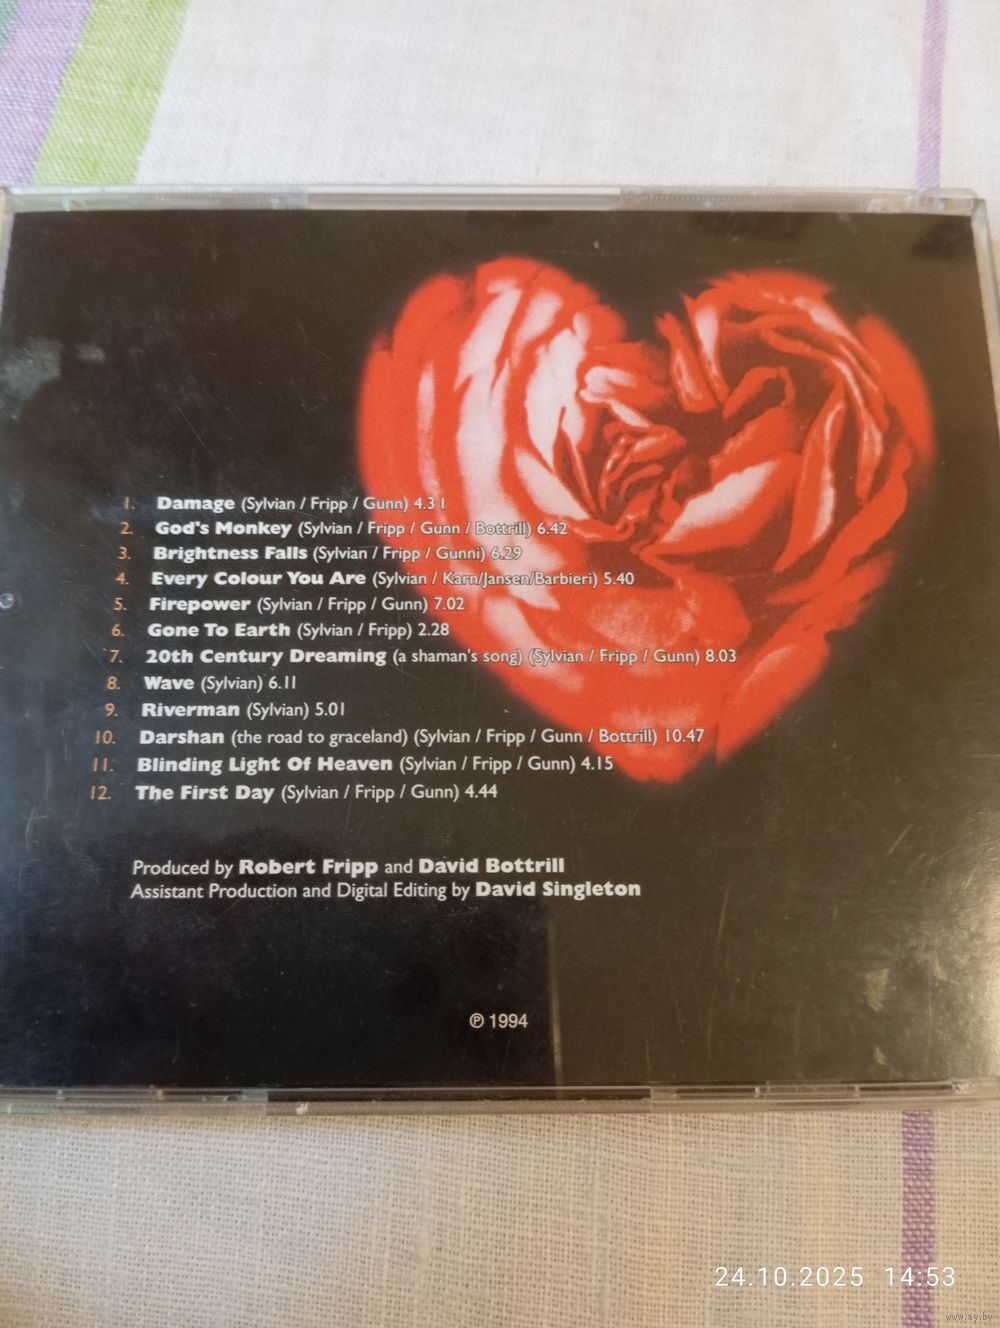 1. Damage (Sylvian / Fripp / Gunn) 4.31
2. God's Monkey (Sylvian / Fripp / Gunn / Bottrill) 6.42
3. Brightness Falls (Sylvian / Fripp / Gunni) 6.29
4. Every Colour You Are (Sylvian / Karn/Jansen/Barbieri) 5.40
5. Firepower (Sylvian / Fripp / Gunn) 7.02
6. Gone To Earth (Sylvian / Fripp) 2.28
7. 20th Century Dreaming (a shaman's song) (Sylvian / Fripp / Gunn) 8.03
8. Wave (Sylvian) 6.11
9. Riverman (Sylvian) 5.01
10. Darshan (the road to graceland) (Sylvian / Fripp / Gunn / Bottrill) 10.47
11. Blinding Light Of Heaven (Sylvian / Fripp / Gunn) 4.15
12. The First Day (Sylvian / Fripp / Gunn) 4.44
Produced by Robert Fripp and David Bottrill
Assistant Production and Digital Editing by David Singleton
℗ 1994
24.10.2025 14:53
www.ay.by